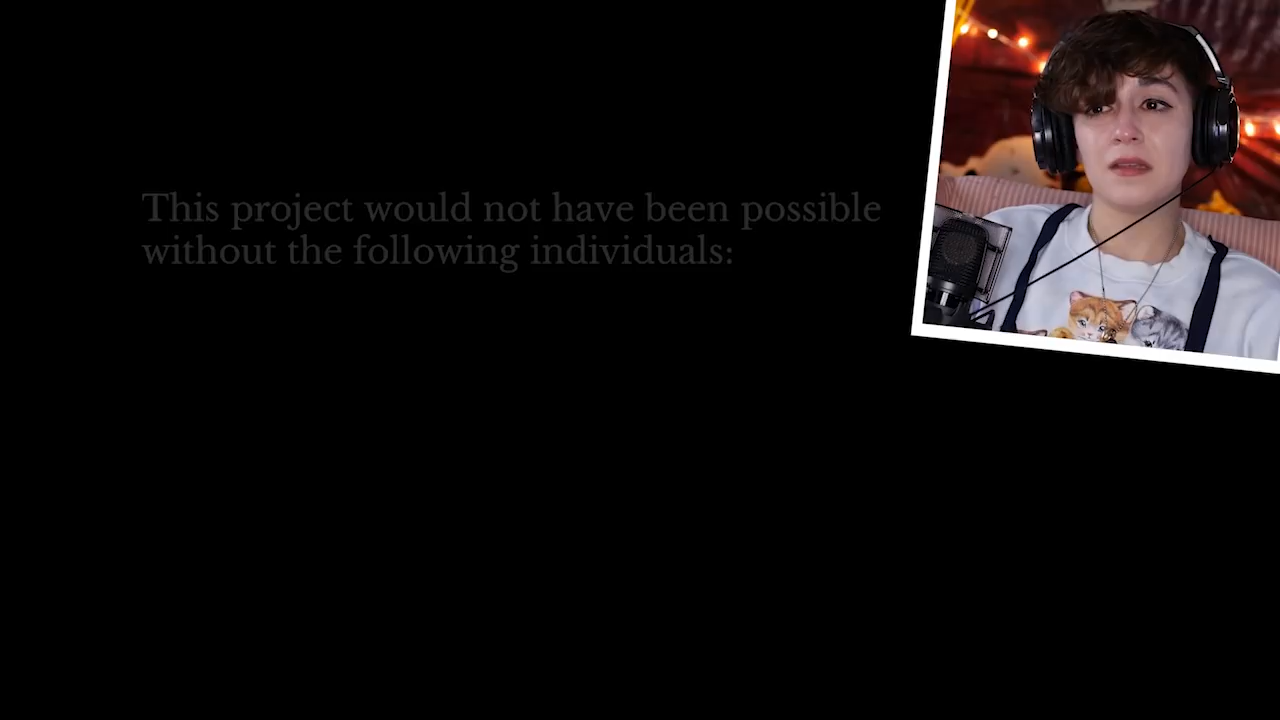 This project would not have been possible
without the following individuals: